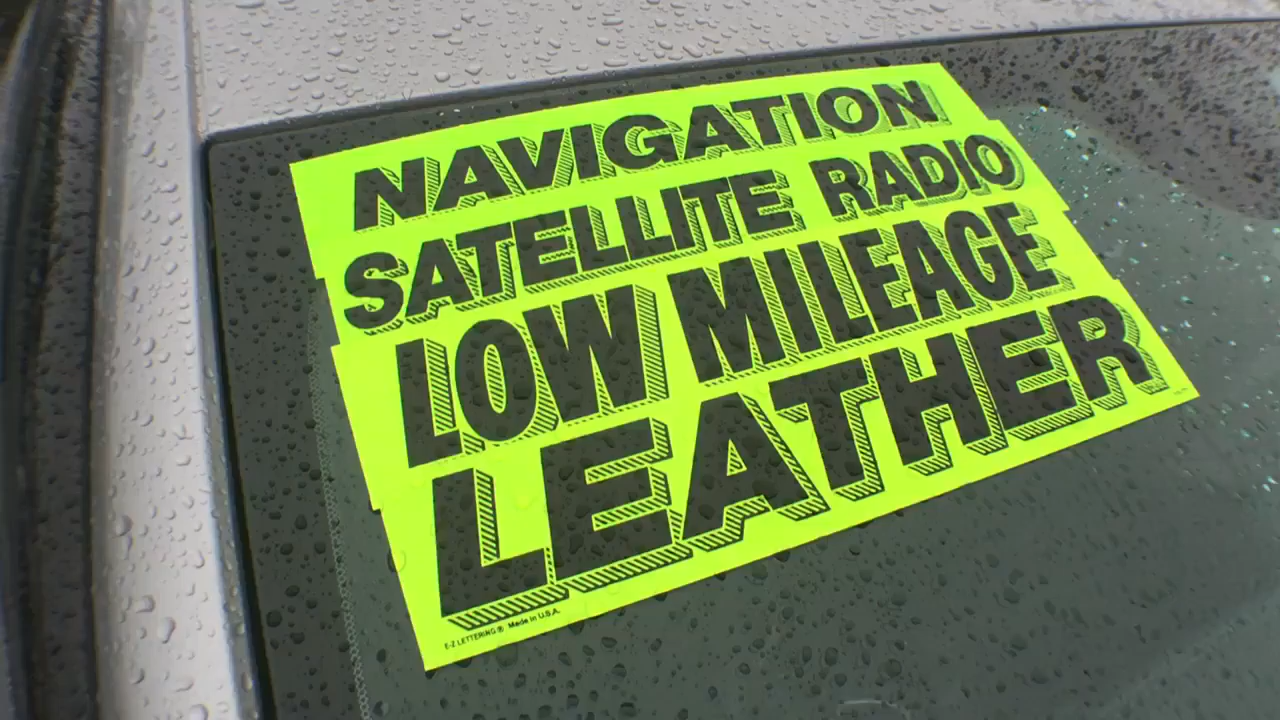 NAVIGATION
SATELLITE RADIO
LOW MILEAGE
LEATHER
E-Z LETTERING® Made in U.S.A.